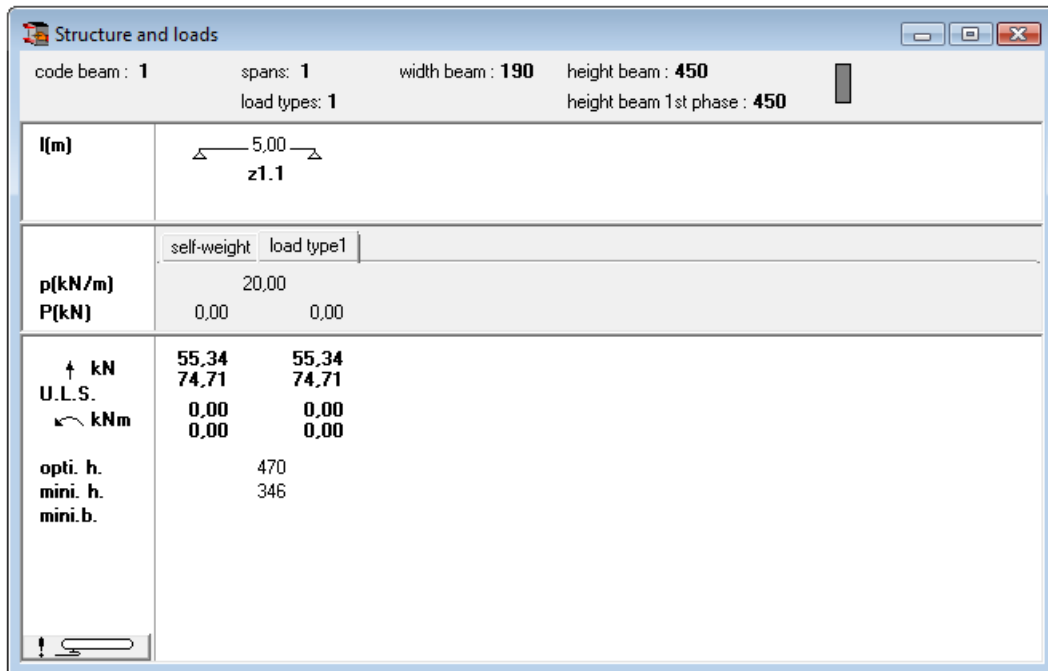 Structure and loads
code beam : 1 spans: 1 width beam : 190 height beam : 450
load types: 1 height beam 1st phase : 450
l(m) 5,00
z1.1
self-weight load type1
p(kN/m) 20,00
P(kN) 0,00 0,00
kN 55,34 55,34
74,71 74,71
U.L.S.
kNm 0,00 0,00
0,00 0,00
opti. h. 470
mini. h. 346
mini.b.
!